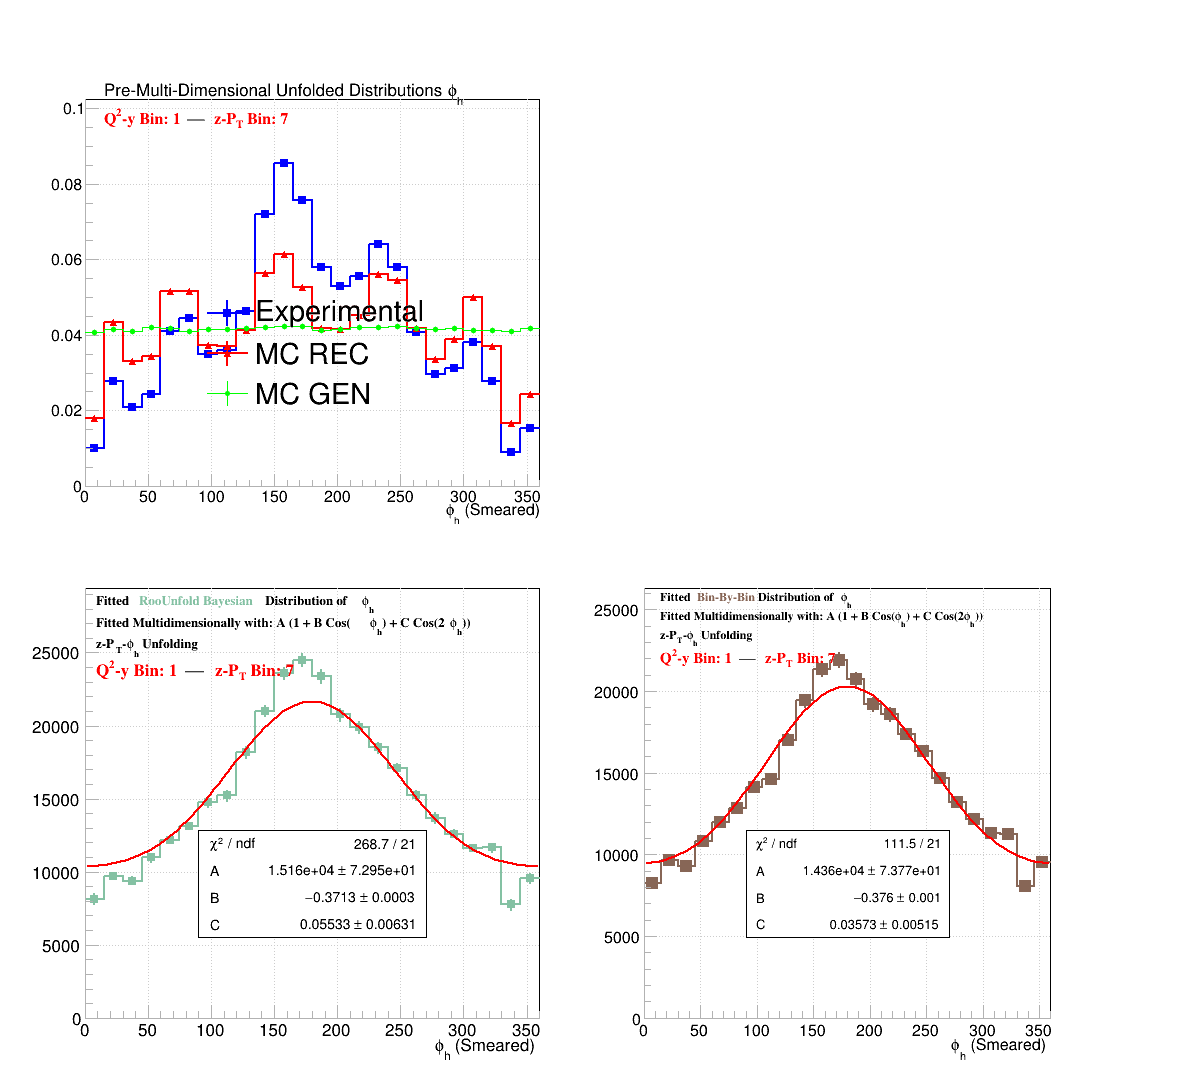 Pre-Multi-Dimensional Unfolded Distributions ϕ_h
Q²-y Bin: 1 — z-P_T Bin: 7
0.1
0.08
0.06
0.04
0.02
0
Experimental
MC REC
MC GEN
0 50 100 150 200 250 300 350
ϕ_h (Smeared)
Fitted RooUnfold Bayesian Distribution of ϕ_h
Fitted Multidimensionally with: A (1 + B Cos( ϕ_h) + C Cos(2 ϕ_h))
z-P_T-ϕ_h Unfolding
Q²-y Bin: 1 — z-P_T Bin: 7
25000
20000
15000
10000
5000
0
χ² / ndf 268.7 / 21
A 1.516e+04 ± 7.295e+01
B −0.3713 ± 0.0003
C 0.05533 ± 0.00631
0 50 100 150 200 250 300 350
ϕ_h (Smeared)
Fitted Bin-By-Bin Distribution of ϕ_h
Fitted Multidimensionally with: A (1 + B Cos(ϕ_h) + C Cos(2ϕ_h))
z-P_T-ϕ_h Unfolding
Q²-y Bin: 1 — z-P_T Bin: 7
25000
20000
15000
10000
5000
0
χ² / ndf 111.5 / 21
A 1.436e+04 ± 7.377e+01
B −0.376 ± 0.001
C 0.03573 ± 0.00515
0 50 100 150 200 250 300 350
ϕ_h (Smeared)